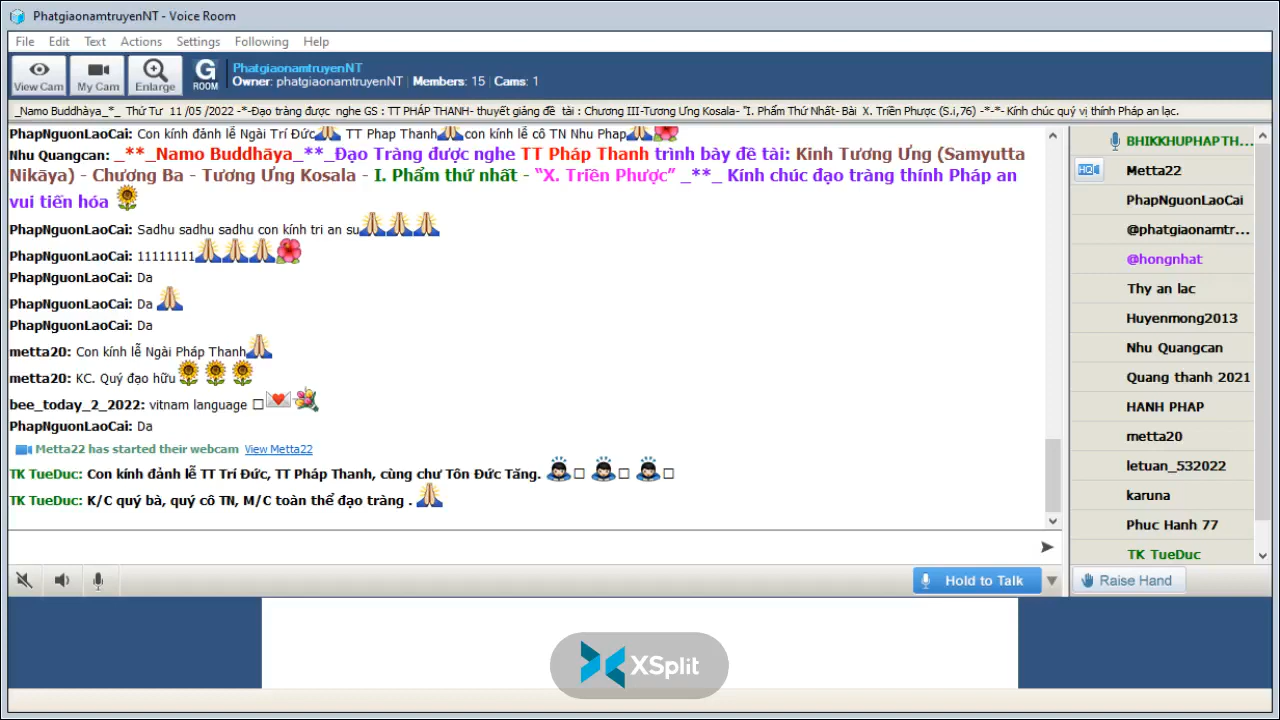 PhatgiaonamtruyenNT - Voice Room
File Edit Text Actions Settings Following Help
View Cam
My Cam
Enlarge
G
ROOM
PhatgiaonamtruyenNT
Owner: phatgiaonamtruyenNT | Members: 15 | Cams: 1
_Namo Buddhàya_*_ Thứ Tư 11 /05 /2022 -*-Đạo tràng được nghe GS : TT PHÁP THANH- thuyết giảng đề tài : Chương III-Tương Ưng Kosala- "I. Phẩm Thứ Nhất- Bài X. Triền Phược (S.i,76) -*-*- Kính chúc quý vị thính Pháp an lạc.
PhapNguonLaoCai: Con kính đảnh lễ Ngài Trí Đức TT Phap Thanh con kính lễ cô TN Nhu Phap
Nhu Quangcan: _**_Namo Buddhāya_**_Đạo Tràng được nghe TT Pháp Thanh trình bày đề tài: Kinh Tương Ưng (Samyutta
Nikāya) - Chương Ba - Tương Ưng Kosala - I. Phẩm thứ nhất - “X. Triền Phược” _**_ Kính chúc đạo tràng thính Pháp an
vui tiến hóa
PhapNguonLaoCai: Sadhu sadhu sadhu con kính tri an su
PhapNguonLaoCai: 11111111
PhapNguonLaoCai: Da
PhapNguonLaoCai: Da
PhapNguonLaoCai: Da
metta20: Con kính lễ Ngài Pháp Thanh
metta20: KC. Quý đạo hữu
bee_today_2_2022: vitnam language
PhapNguonLaoCai: Da
Metta22 has started their webcam View Metta22
TK TueDuc: Con kính đảnh lễ TT Trí Đức, TT Pháp Thanh, cùng chư Tôn Đức Tăng.
TK TueDuc: K/C quý bà, quý cô TN, M/C toàn thể đạo tràng .
BHIKKHUPHAPTH...
HQ
Metta22
PhapNguonLaoCai
@phatgiaonamtr...
@hongnhat
Thy an lac
Huyenmong2013
Nhu Quangcan
Quang thanh 2021
HANH PHAP
metta20
letuan_532022
karuna
Phuc Hanh 77
TK TueDuc
Hold to Talk
Raise Hand
XSplit